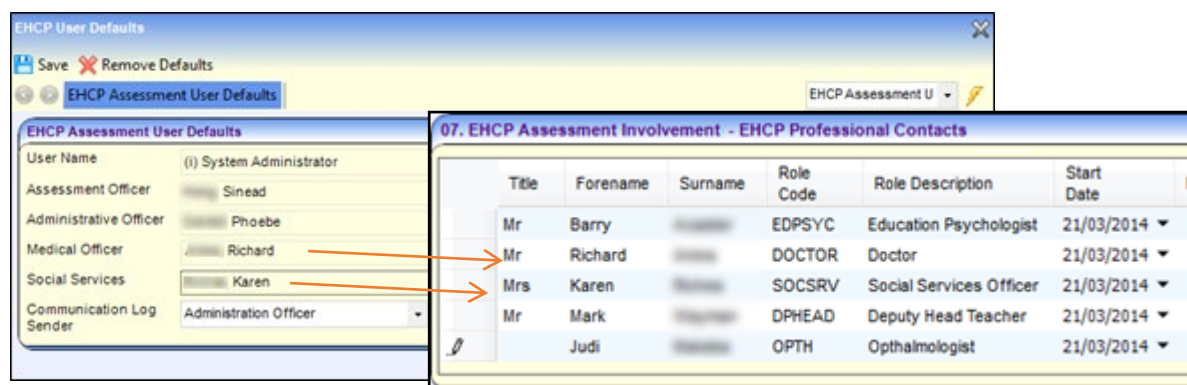 EHCP User Defaults
Save Remove Defaults
EHCP Assessment User Defaults EHCP Assessment U
EHCP Assessment User Defaults
User Name (i) System Administrator
Assessment Officer Sinead
Administrative Officer Phoebe
Medical Officer Richard
Social Services Karen
Communication Log Sender Administration Officer
07. EHCP Assessment Involvement - EHCP Professional Contacts
Title Forename Surname Role Code Role Description Start Date
Mr Barry EDPSYC Education Psychologist 21/03/2014
Mr Richard DOCTOR Doctor 21/03/2014
Mrs Karen SOCSRV Social Services Officer 21/03/2014
Mr Mark DPHEAD Deputy Head Teacher 21/03/2014
Judi OPTH Opthalmologist 21/03/2014